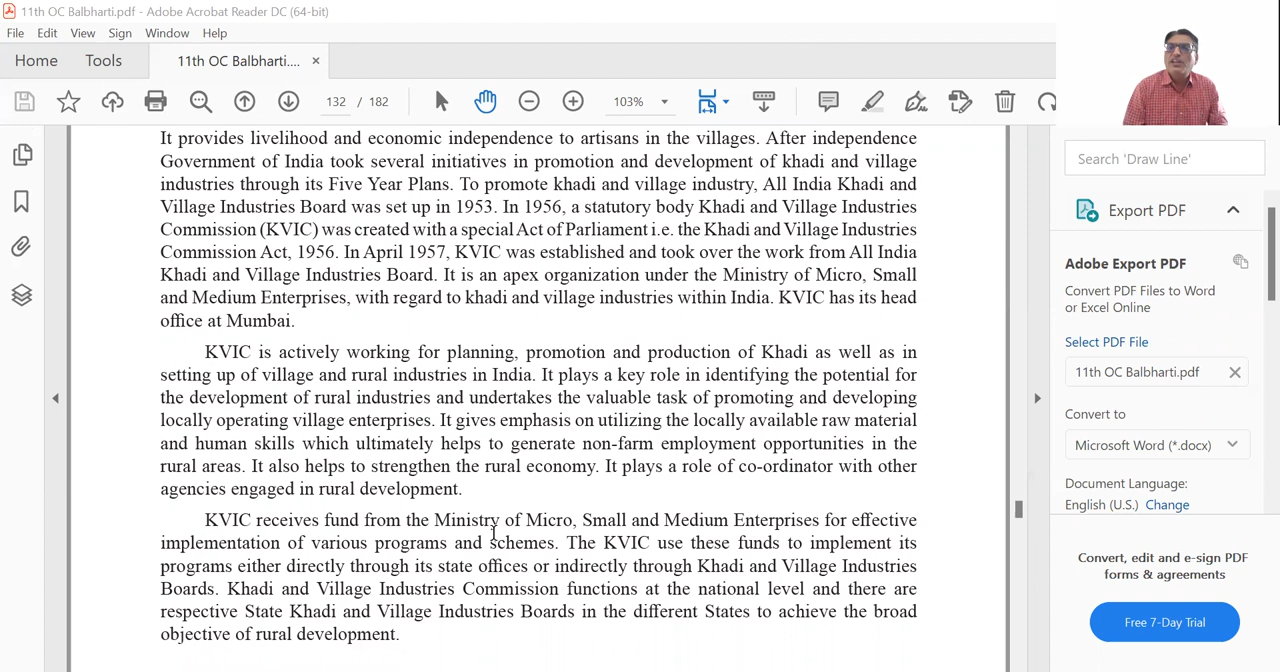 11th OC Balbharti.pdf - Adobe Acrobat Reader DC (64-bit)
File Edit View Sign Window Help
Home Tools 11th OC Balbharti.... ×
132 / 182 103%
It provides livelihood and economic independence to artisans in the villages. After independence
Government of India took several initiatives in promotion and development of khadi and village
industries through its Five Year Plans. To promote khadi and village industry, All India Khadi and
Village Industries Board was set up in 1953. In 1956, a statutory body Khadi and Village Industries
Commission (KVIC) was created with a special Act of Parliament i.e. the Khadi and Village Industries
Commission Act, 1956. In April 1957, KVIC was established and took over the work from All India
Khadi and Village Industries Board. It is an apex organization under the Ministry of Micro, Small
and Medium Enterprises, with regard to khadi and village industries within India. KVIC has its head
office at Mumbai.
KVIC is actively working for planning, promotion and production of Khadi as well as in
setting up of village and rural industries in India. It plays a key role in identifying the potential for
the development of rural industries and undertakes the valuable task of promoting and developing
locally operating village enterprises. It gives emphasis on utilizing the locally available raw material
and human skills which ultimately helps to generate non-farm employment opportunities in the
rural areas. It also helps to strengthen the rural economy. It plays a role of co-ordinator with other
agencies engaged in rural development.
KVIC receives fund from the Ministry of Micro, Small and Medium Enterprises for effective
implementation of various programs and schemes. The KVIC use these funds to implement its
programs either directly through its state offices or indirectly through Khadi and Village Industries
Boards. Khadi and Village Industries Commission functions at the national level and there are
respective State Khadi and Village Industries Boards in the different States to achieve the broad
objective of rural development.
Search 'Draw Line'
Export PDF
Adobe Export PDF
Convert PDF Files to Word
or Excel Online
Select PDF File
11th OC Balbharti.pdf
Convert to
Microsoft Word (*.docx)
Document Language:
English (U.S.) Change
Convert, edit and e-sign PDF
forms & agreements
Free 7-Day Trial